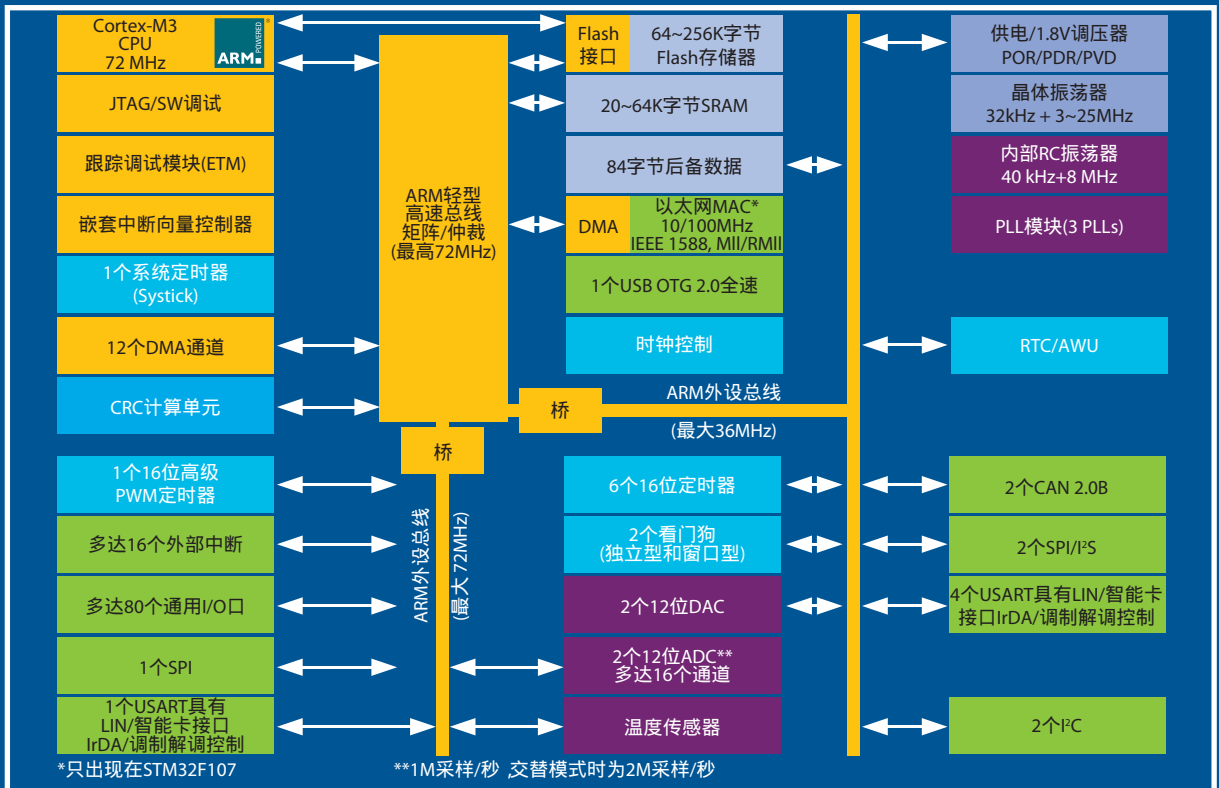 Cortex-M3
CPU
72 MHz
ARM POWERED
*
JTAG/SW调试
跟踪调试模块(ETM)
嵌套中断向量控制器
1个系统定时器
(Systick)
12个DMA通道
CRC计算单元
1个16位高级
PWM定时器
多达16个外部中断
多达80个通用I/O口
1个SPI
1个USART具有
LIN/智能卡接口
IrDA/调制解调控制
ARM轻型
高速总线
矩阵/仲裁
(最高72MHz)
桥
桥
ARM外设总线
(最大 72MHz)
ARM外设总线
(最大36MHz)
Flash
接口
64~256K字节
Flash存储器
20~64K字节SRAM
84字节后备数据
DMA
以太网MAC*
10/100MHz
IEEE 1588, MII/RMII
1个USB OTG 2.0全速
时钟控制
6个16位定时器
2个看门狗
(独立型和窗口型)
2个12位DAC
2个12位ADC**
多达16个通道
温度传感器
供电/1.8V调压器
POR/PDR/PVD
晶体振荡器
32kHz + 3~25MHz
内部RC振荡器
40 kHz+8 MHz
PLL模块(3 PLLs)
RTC/AWU
2个CAN 2.0B
2个SPI/I²S
4个USART具有LIN/智能卡
接口IrDA/调制解调控制
2个I²C
*只出现在STM32F107
**1M采样/秒 ,交替模式时为2M采样/秒